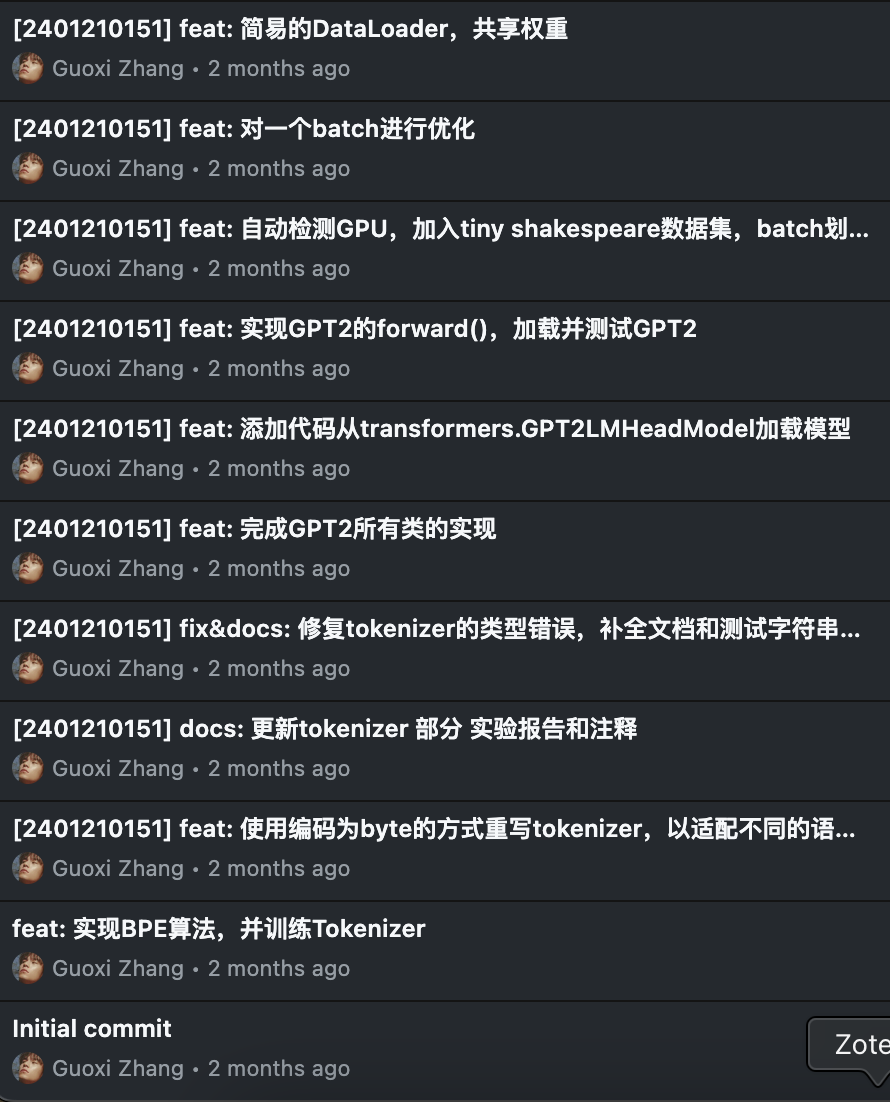 [2401210151] feat: 简易的DataLoader，共享权重
Guoxi Zhang • 2 months ago
[2401210151] feat: 对一个batch进行优化
Guoxi Zhang • 2 months ago
[2401210151] feat: 自动检测GPU，加入tiny shakespeare数据集，batch划...
Guoxi Zhang • 2 months ago
[2401210151] feat: 实现GPT2的forward()，加载并测试GPT2
Guoxi Zhang • 2 months ago
[2401210151] feat: 添加代码从transformers.GPT2LMHeadModel加载模型
Guoxi Zhang • 2 months ago
[2401210151] feat: 完成GPT2所有类的实现
Guoxi Zhang • 2 months ago
[2401210151] fix&docs: 修复tokenizer的类型错误，补全文档和测试字符串...
Guoxi Zhang • 2 months ago
[2401210151] docs: 更新tokenizer 部分 实验报告和注释
Guoxi Zhang • 2 months ago
[2401210151] feat: 使用编码为byte的方式重写tokenizer，以适配不同的语...
Guoxi Zhang • 2 months ago
feat: 实现BPE算法，并训练Tokenizer
Guoxi Zhang • 2 months ago
Initial commit
Guoxi Zhang • 2 months ago
Zote